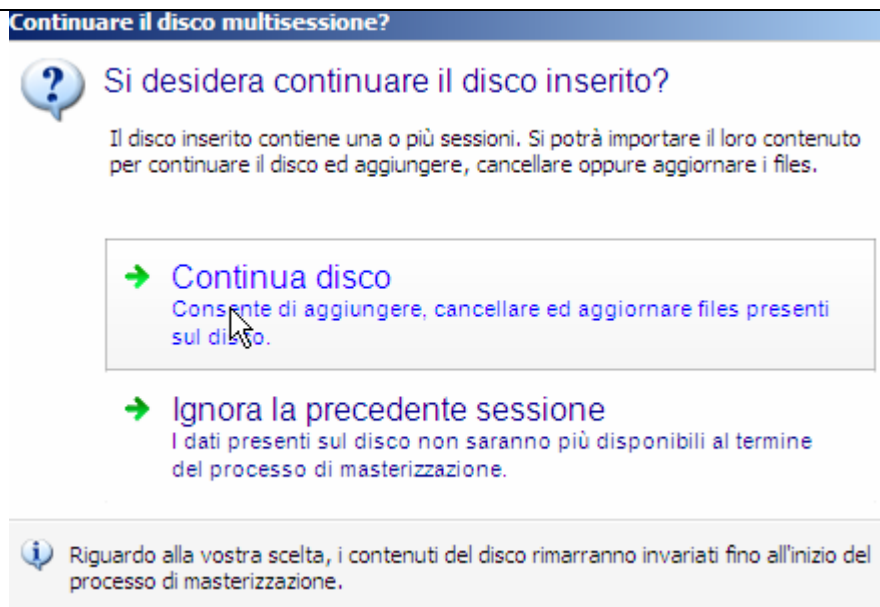 Continuare il disco multisessione?
Si desidera continuare il disco inserito?
Il disco inserito contiene una o più sessioni. Si potrà importare il loro contenuto
per continuare il disco ed aggiungere, cancellare oppure aggiornare i files.
Continua disco
Consente di aggiungere, cancellare ed aggiornare files presenti
sul disco.
Ignora la precedente sessione
I dati presenti sul disco non saranno più disponibili al termine
del processo di masterizzazione.
Riguardo alla vostra scelta, i contenuti del disco rimarranno invariati fino all'inizio del
processo di masterizzazione.